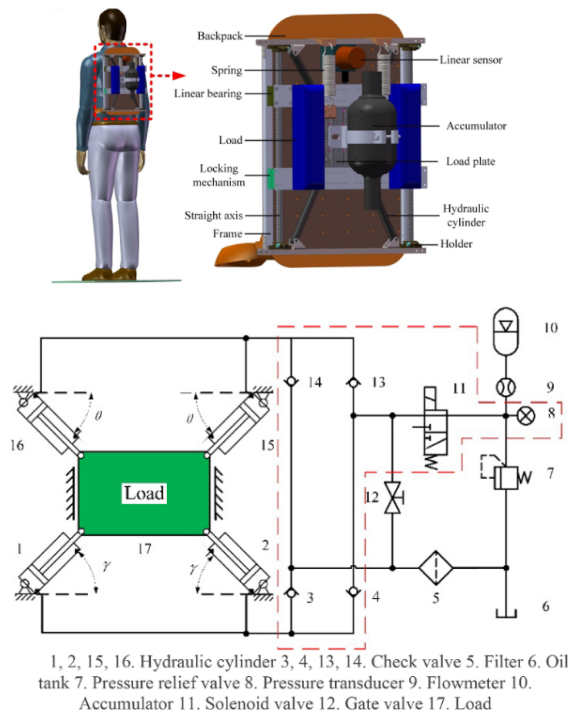 Backpack
Spring
Linear sensor
Linear bearing
Load
Accumulator
Load plate
Locking
mechanism
Straight axis
Hydraulic
cylinder
Frame
Holder
10
14
13
11
9
8
θ
θ
16
15
Load
12
7
1
17
2
γ
γ
3
4
5
6
1, 2, 15, 16. Hydraulic cylinder 3, 4, 13, 14. Check valve 5. Filter 6. Oil
tank 7. Pressure relief valve 8. Pressure transducer 9. Flowmeter 10.
Accumulator 11. Solenoid valve 12. Gate valve 17. Load